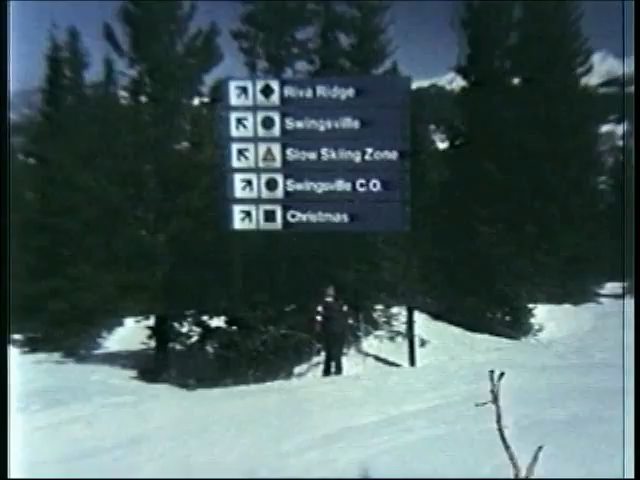 Riva Ridge
Swingsville
Slow Skiing Zone
Swingsville C.O.
Christmas